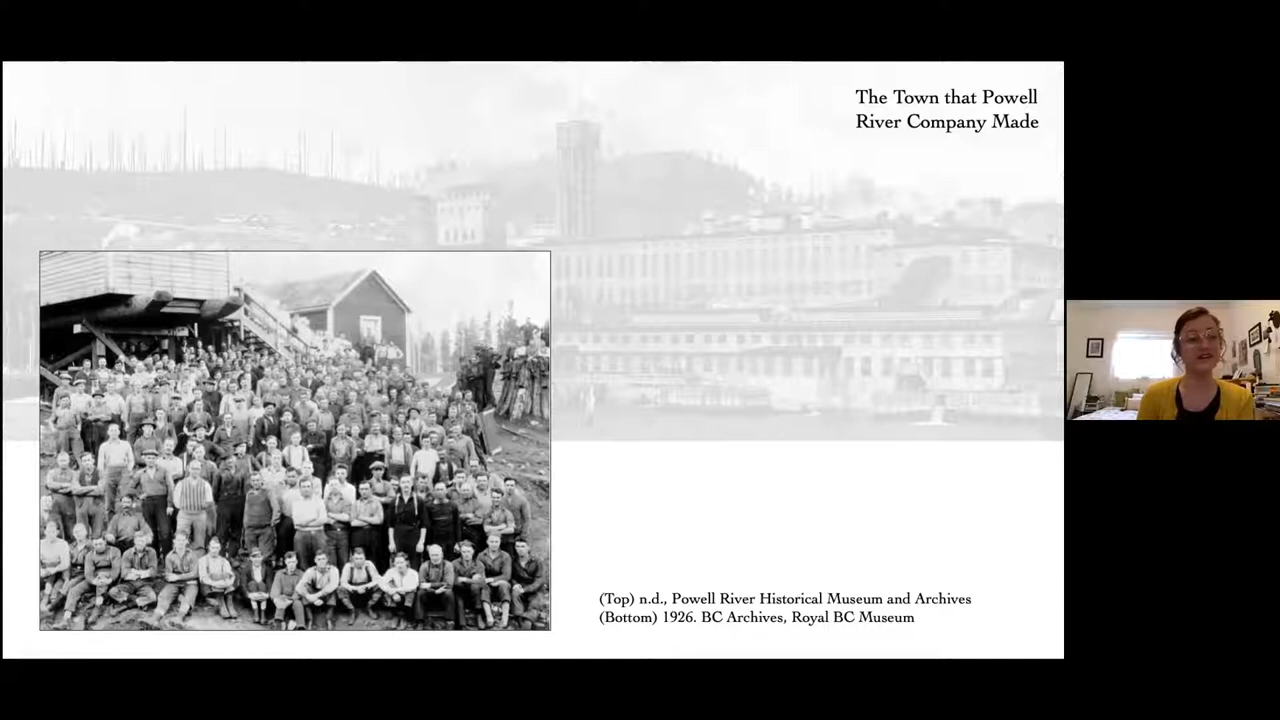 The Town that Powell
River Company Made
(Top) n.d., Powell River Historical Museum and Archives
(Bottom) 1926. BC Archives, Royal BC Museum